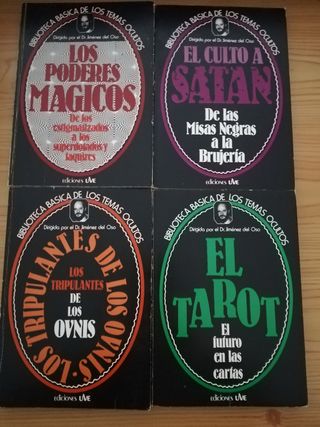 BIBLIOTECA BASICA DE LOS TEMAS OCULTOS
Dirigido por el Dr. Jiménez del Oso
LOS
PODERES
MAGICOS
De los
estigmatizados
a los
superdotados y
faquires
ediciones UVE
BIBLIOTECA BASICA DE LOS TEMAS OCULTOS
Dirigido por el Dr. Jiménez del Oso
EL CULTO A
SATAN
De las
Misas Negras
a la
Brujería
ediciones UVE
BIBLIOTECA BASICA DE LOS TEMAS OCULTOS
Dirigido por el Dr. Jiménez del Oso
LOS TRIPULANTES DE LOS OVNIS
LOS
TRIPULANTES
DE
LOS
OVNIS
ediciones UVE
BIBLIOTECA BASICA DE LOS TEMAS OCULTOS
Dirigido por el Dr. Jiménez del Oso
EL
TAROT
El
futuro
en las
cartas
ediciones UVE